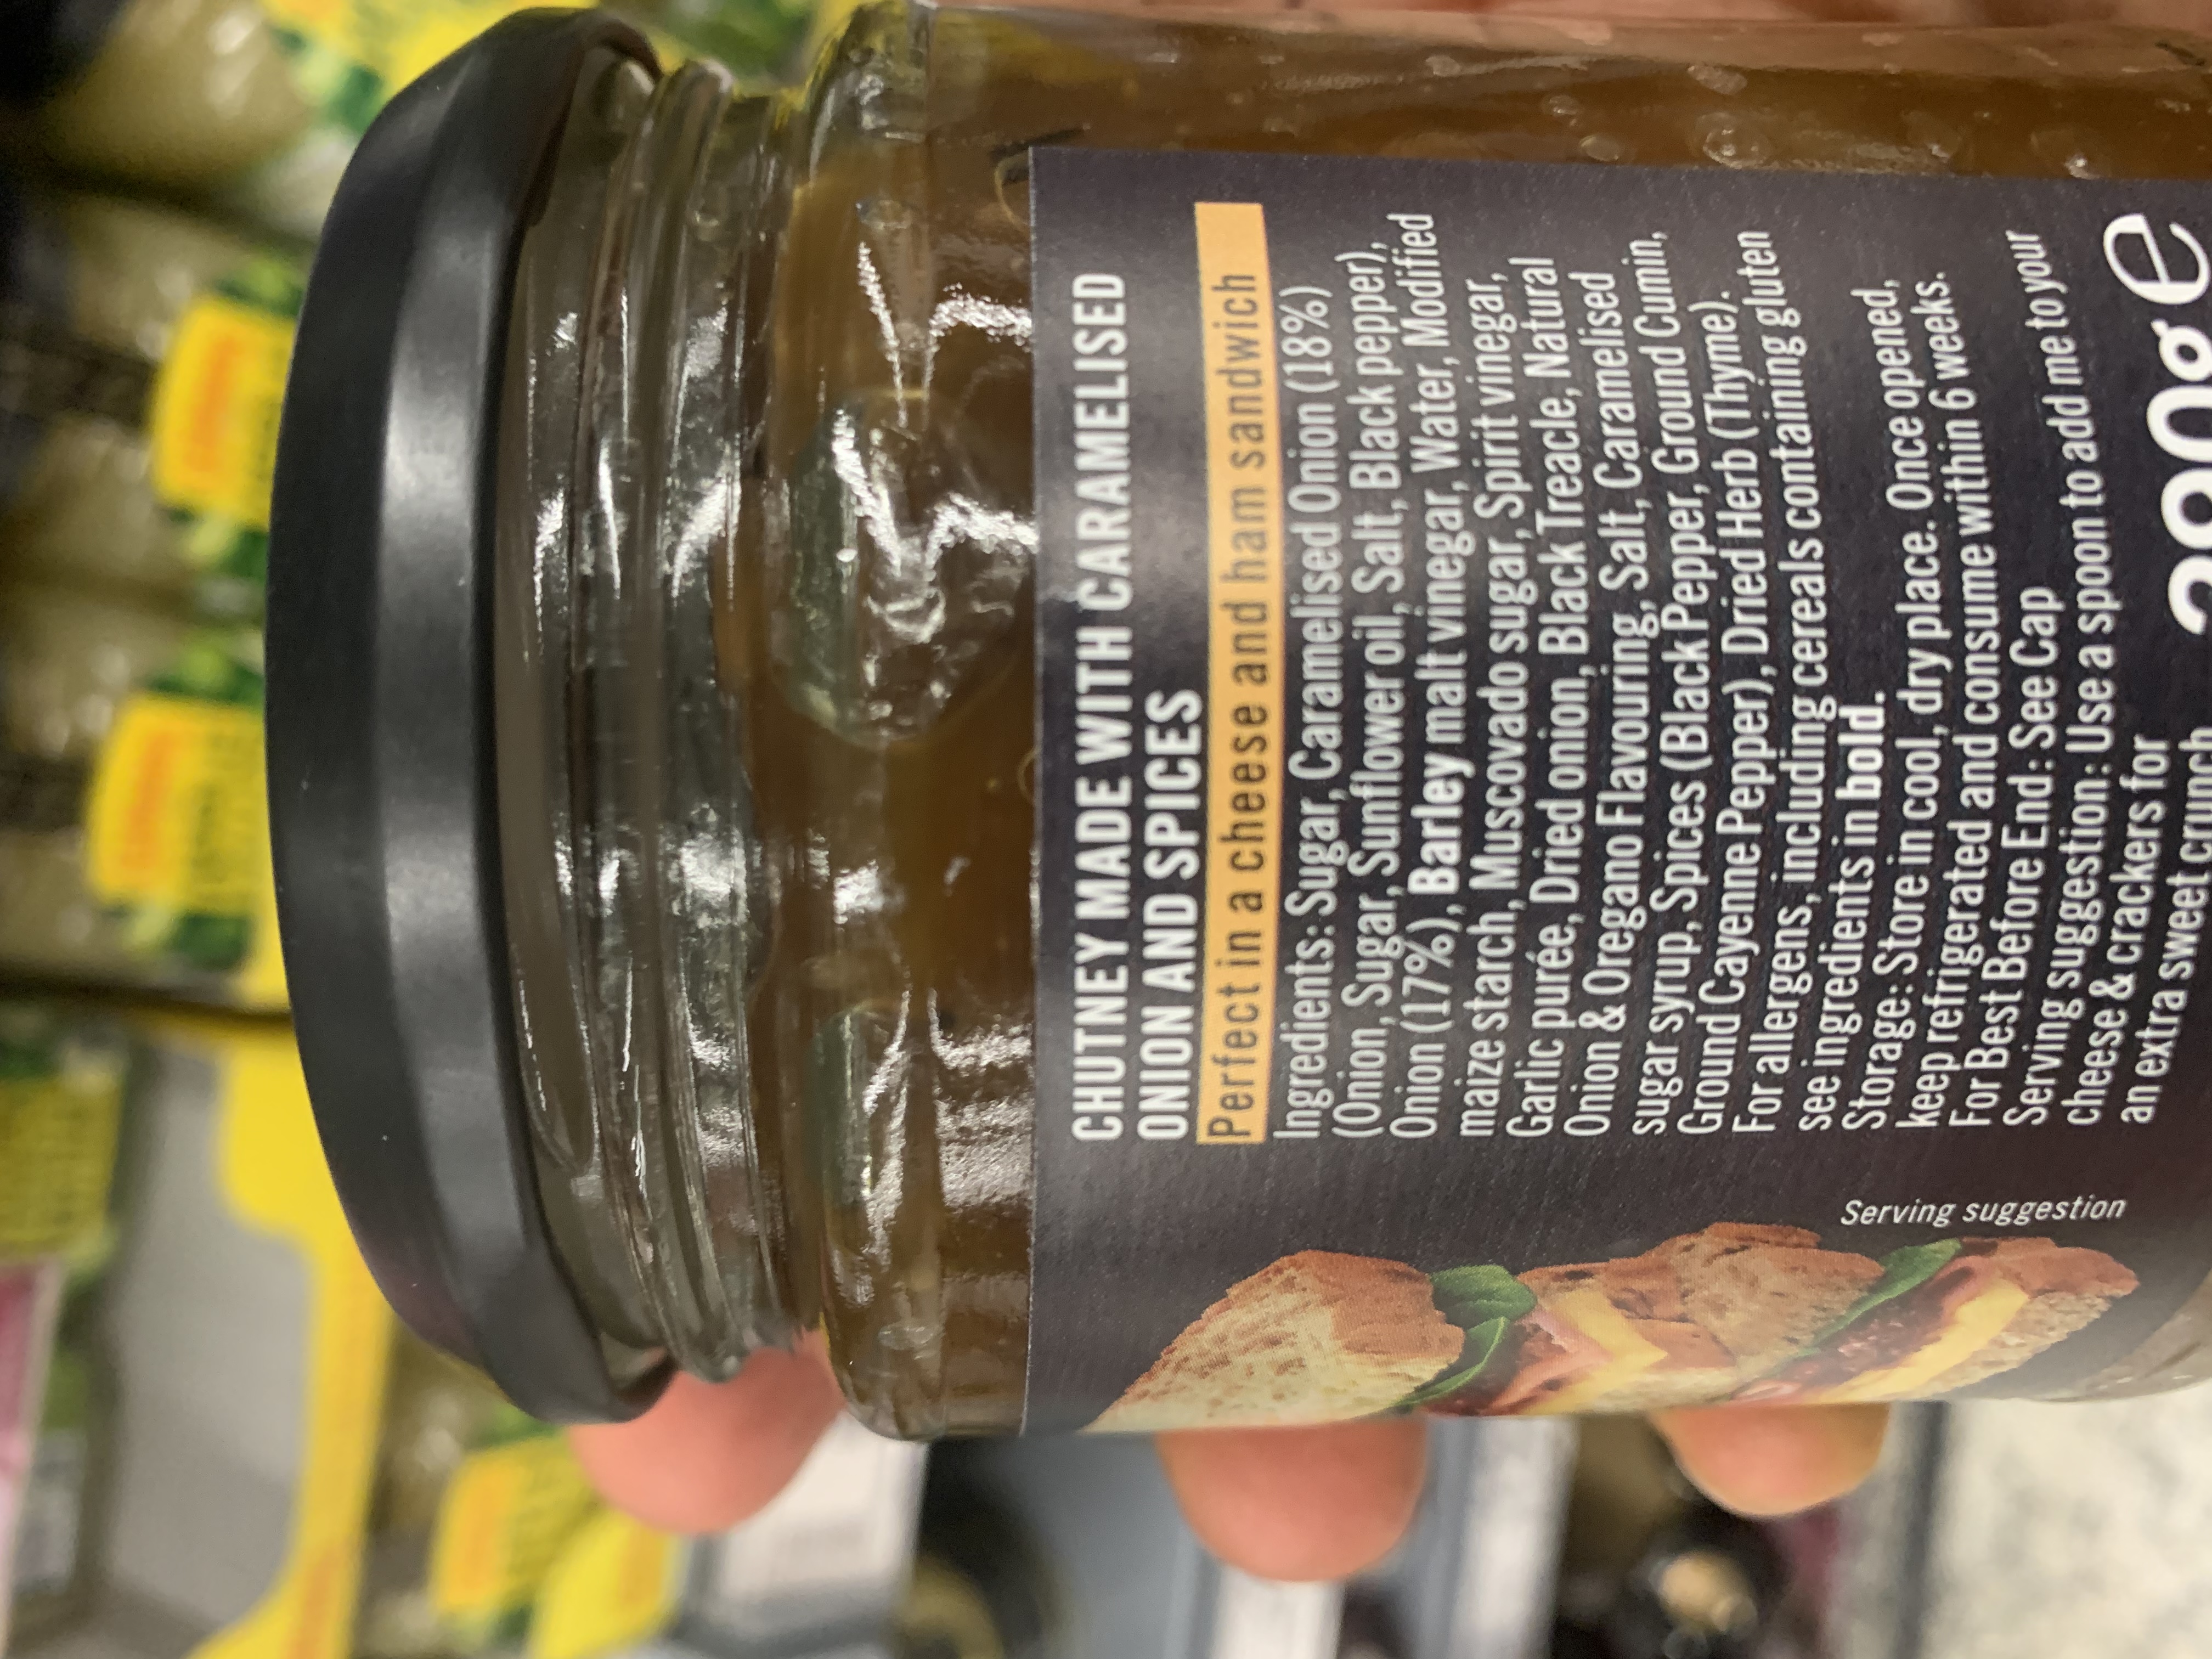 CHUTNEY MADE WITH CARAMELISED
ONION AND SPICES
Perfect in a cheese and ham sandwich
Ingredients: Sugar, Caramelised Onion (18%)
(Onion, Sugar, Sunflower oil, Salt, Black pepper),
Onion (17%), Barley malt vinegar, Water, Modified
maize starch, Muscovado sugar, Spirit vinegar,
Garlic purée, Dried onion, Black Treacle, Natural
Onion & Oregano Flavouring, Salt, Caramelised
sugar syrup, Spices (Black Pepper, Ground Cumin,
Ground Cayenne Pepper), Dried Herb (Thyme).
For allergens, including cereals containing gluten
see ingredients in bold.
Storage: Store in cool, dry place. Once opened,
keep refrigerated and consume within 6 weeks.
For Best Before End: See Cap
Serving suggestion: Use a spoon to add me to your
cheese & crackers for
an extra sweet crunch
290g e
Serving suggestion